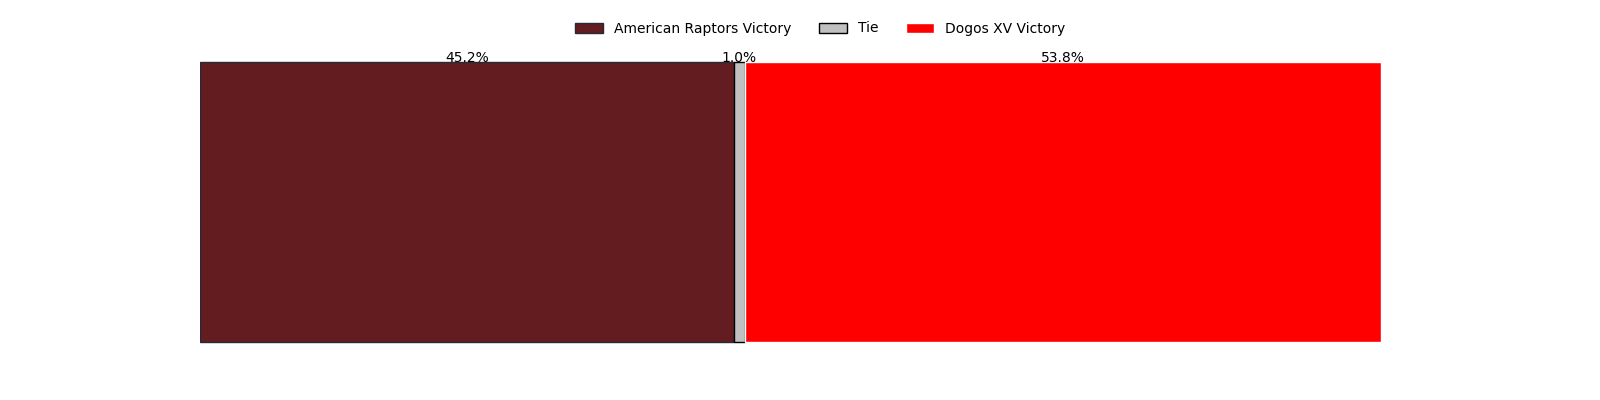 American Raptors Victory Tie Dogos XV Victory
45.2% 1.0% 53.8%